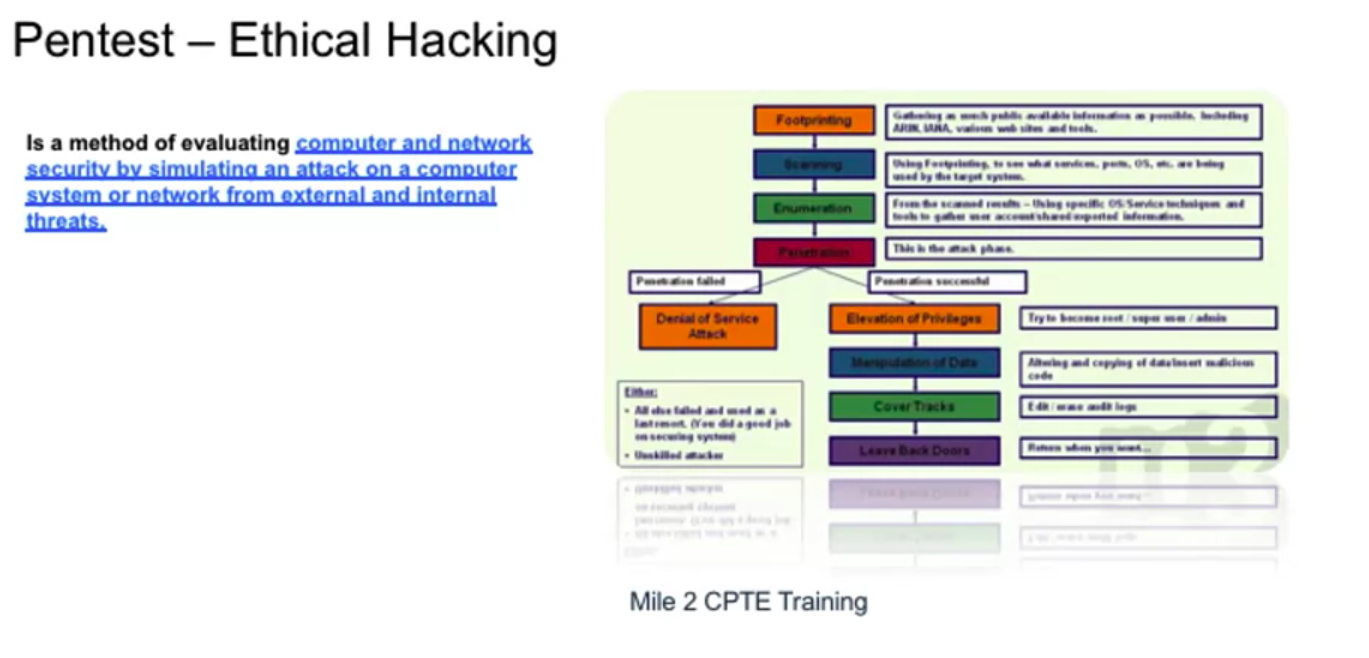 Pentest – Ethical Hacking
Is a method of evaluating computer and network
security by simulating an attack on a computer
system or network from external and internal
threats.
Footprinting
Gathering as much public available information as possible. Including
ARIN, IANA, various web sites and tools.
Scanning
Using Footprinting, to see what services, ports, OS, etc. are being
used by the target system.
Enumeration
From the scanned results – Using specific OS/Service techniques and
tools to gather user account/shared/exported information.
Penetration
This is the attack phase.
Penetration failed
Penetration successful
Denial of Service
Attack
Elevation of Privileges
Try to become root / super user / admin
Manipulation of Data
Altering and copying of data/insert malicious
code
Either:
• All else failed and used as a
last resort. (You did a good job
on securing system)
• Unskilled attacker
Cover Tracks
Edit / erase audit logs
Leave Back Doors
Return when you want...
m2
Mile 2 CPTE Training